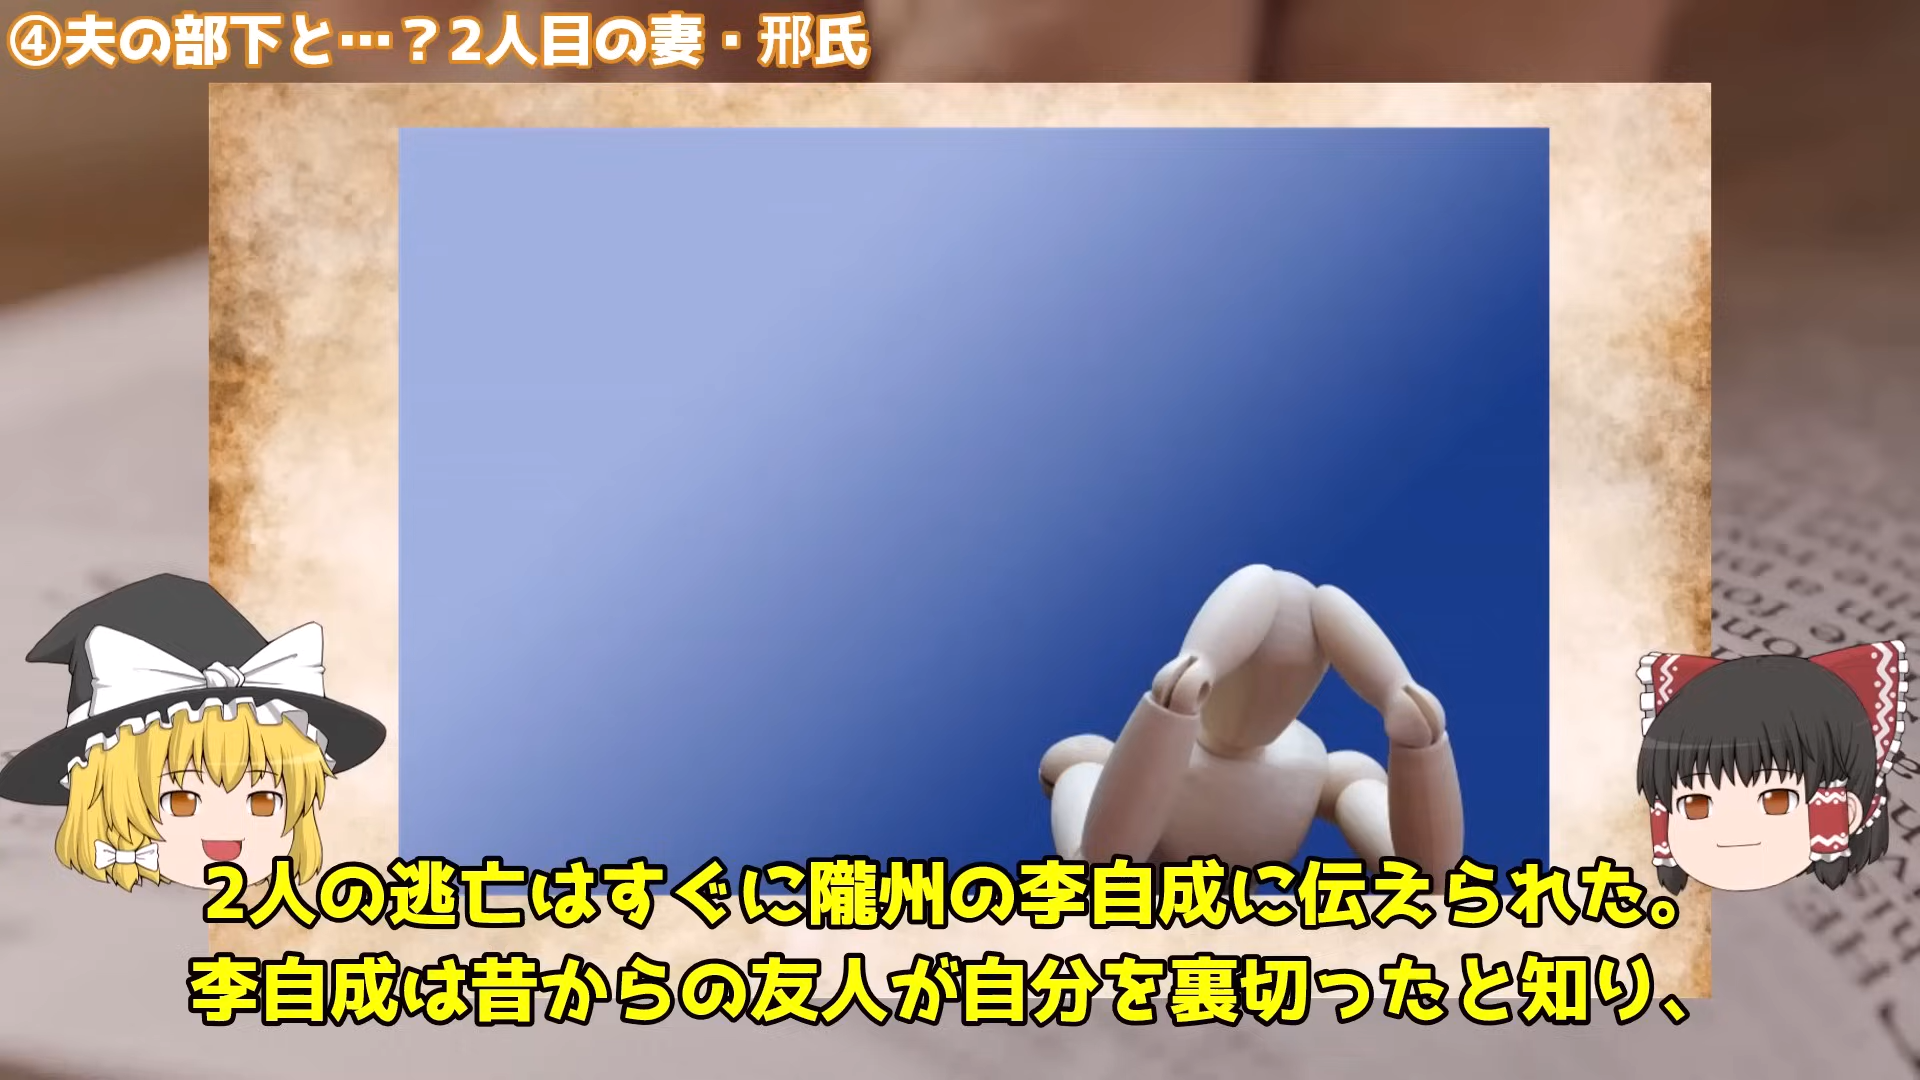 ④夫の部下と…？2人目の妻・邢氏
2人の逃亡はすぐに隴州の李自成に伝えられた。
李自成は昔からの友人が自分を裏切ったと知り、